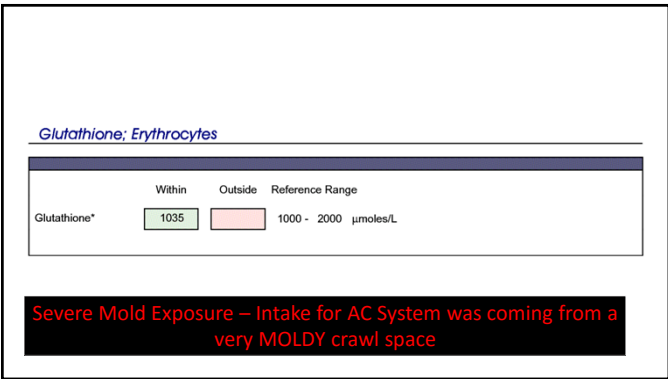 Glutathione; Erythrocytes
Within Outside Reference Range
Glutathione* 1035 1000 - 2000 µmoles/L
Severe Mold Exposure – Intake for AC System was coming from a
very MOLDY crawl space